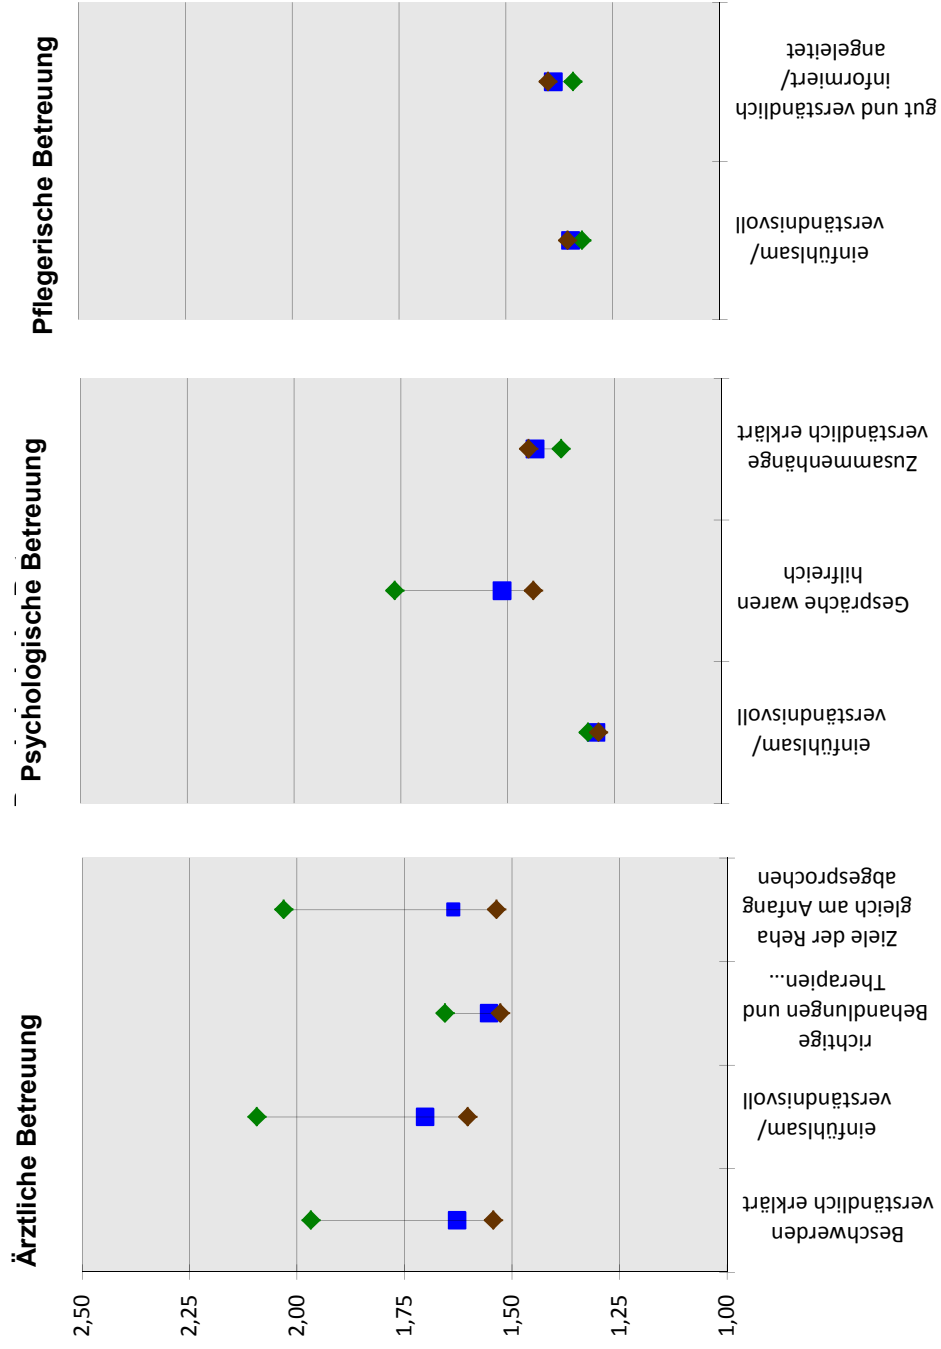 Ärztliche Betreuung
2,50
2,25
2,00
1,75
1,50
1,25
1,00
Beschwerden
verständlich erklärt
einfühlsam/
verständnisvoll
richtige
Behandlungen und
Therapien...
Ziele der Reha
gleich am Anfang
abgesprochen
Psychologische Betreuung
einfühlsam/
verständnisvoll
Gespräche waren
hilfreich
Zusammenhänge
verständlich erklärt
Pflegerische Betreuung
einfühlsam/
verständnisvoll
gut und verständlich
informiert/
angeleitet